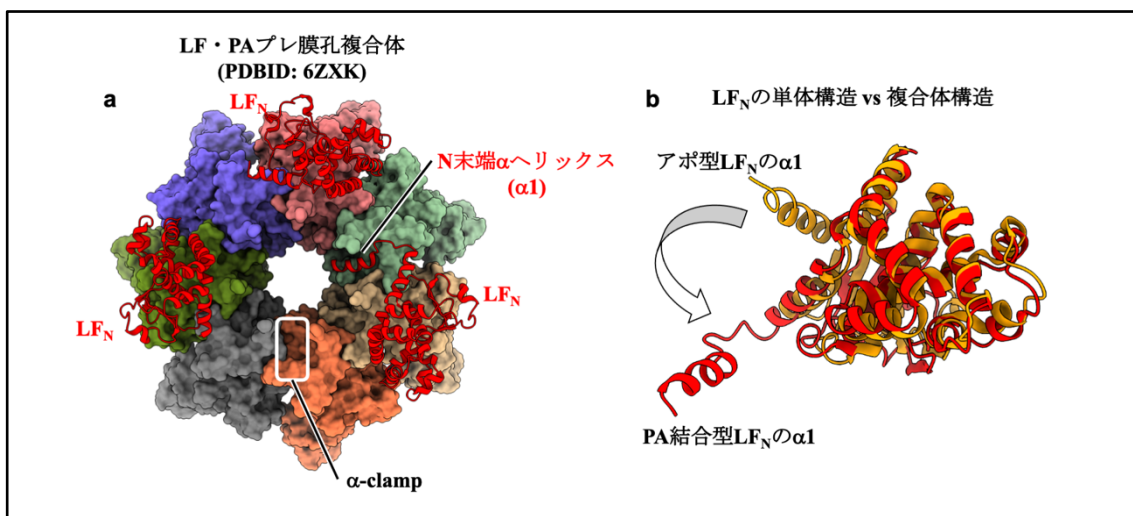 LF・PAプレ膜孔複合体
(PDBID: 6ZXK)
a
LFN
N末端αヘリックス
(α1)
LFN
LFN
α-clamp
b
LFNの単体構造 vs 複合体構造
アポ型LFNのα1
PA結合型LFNのα1